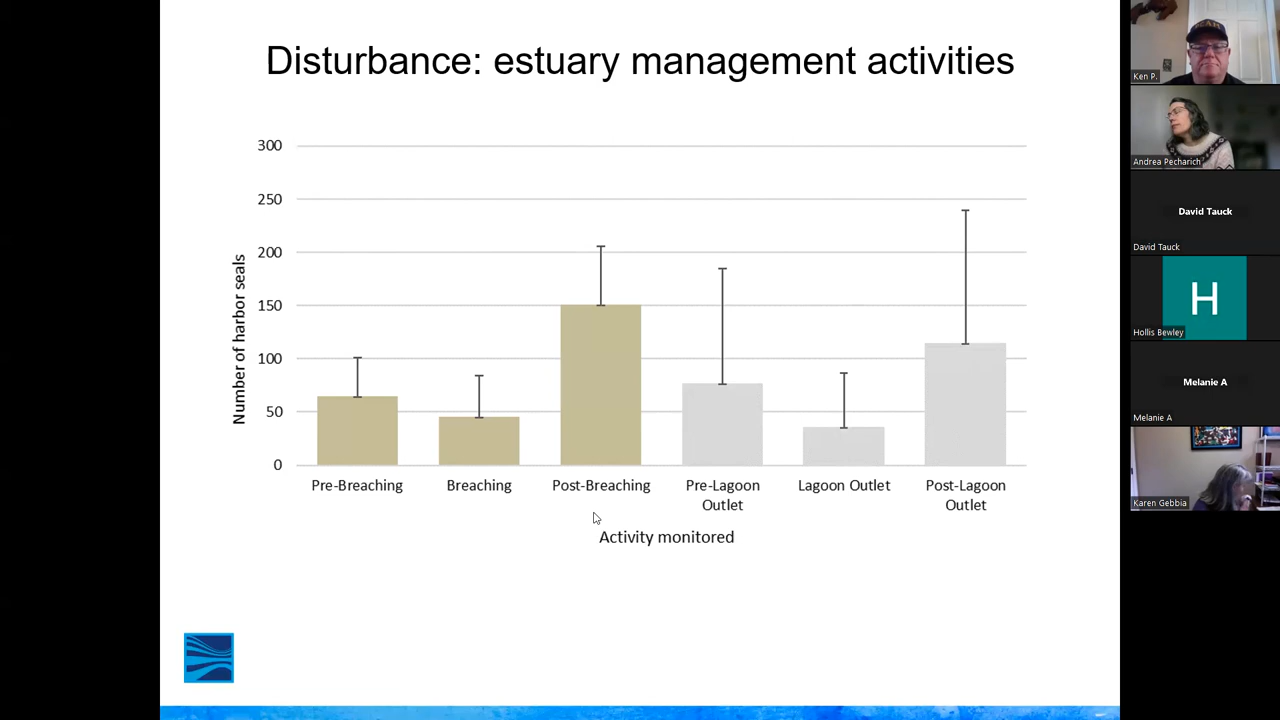 Disturbance: estuary management activities
300
250
200
150
100
50
0
Number of harbor seals
Pre-Breaching
Breaching
Post-Breaching
Pre-Lagoon
Outlet
Lagoon Outlet
Post-Lagoon
Outlet
Activity monitored
Ken P.
Andrea Pecharich
David Tauck
David Tauck
H
Hollis Bewley
Melanie A
Melanie A
Karen Gebbia